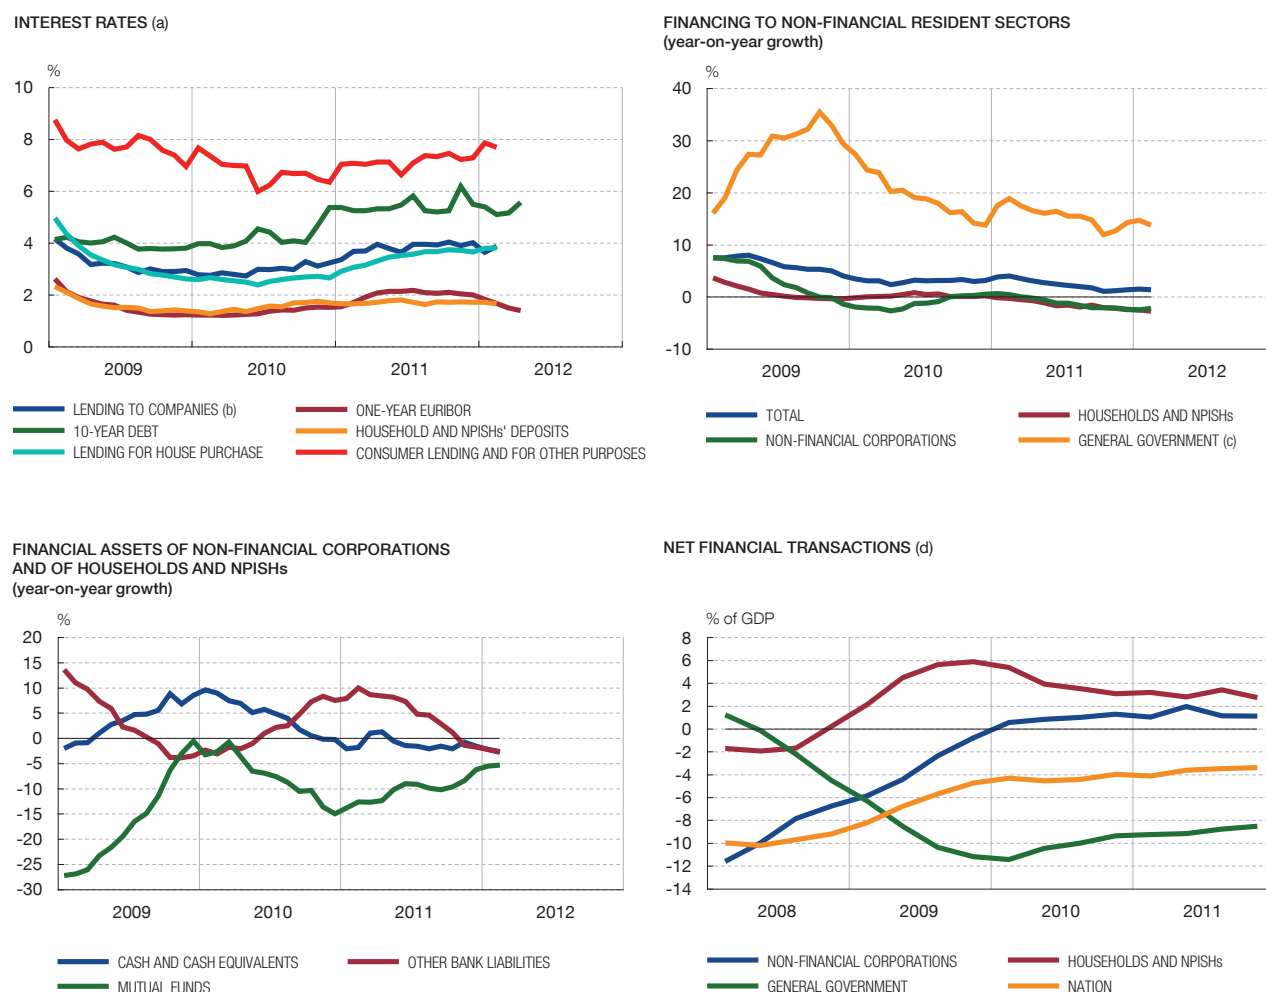 INTEREST RATES (a)
%
10
8
6
4
2
0
2009
2010
2011
2012
LENDING TO COMPANIES (b)
10-YEAR DEBT
LENDING FOR HOUSE PURCHASE
ONE-YEAR EURIBOR
HOUSEHOLD AND NPISHs' DEPOSITS
CONSUMER LENDING AND FOR OTHER PURPOSES
FINANCING TO NON-FINANCIAL RESIDENT SECTORS
(year-on-year growth)
%
40
30
20
10
0
-10
2009
2010
2011
2012
TOTAL
NON-FINANCIAL CORPORATIONS
HOUSEHOLDS AND NPISHs
GENERAL GOVERNMENT (c)
FINANCIAL ASSETS OF NON-FINANCIAL CORPORATIONS
AND OF HOUSEHOLDS AND NPISHs
(year-on-year growth)
%
20
15
10
5
0
-5
-10
-15
-20
-25
-30
2009
2010
2011
2012
CASH AND CASH EQUIVALENTS
MUTUAL FUNDS
OTHER BANK LIABILITIES
NET FINANCIAL TRANSACTIONS (d)
% of GDP
8
6
4
2
0
-2
-4
-6
-8
-10
-12
-14
2008
2009
2010
2011
NON-FINANCIAL CORPORATIONS
GENERAL GOVERNMENT
HOUSEHOLDS AND NPISHs
NATION